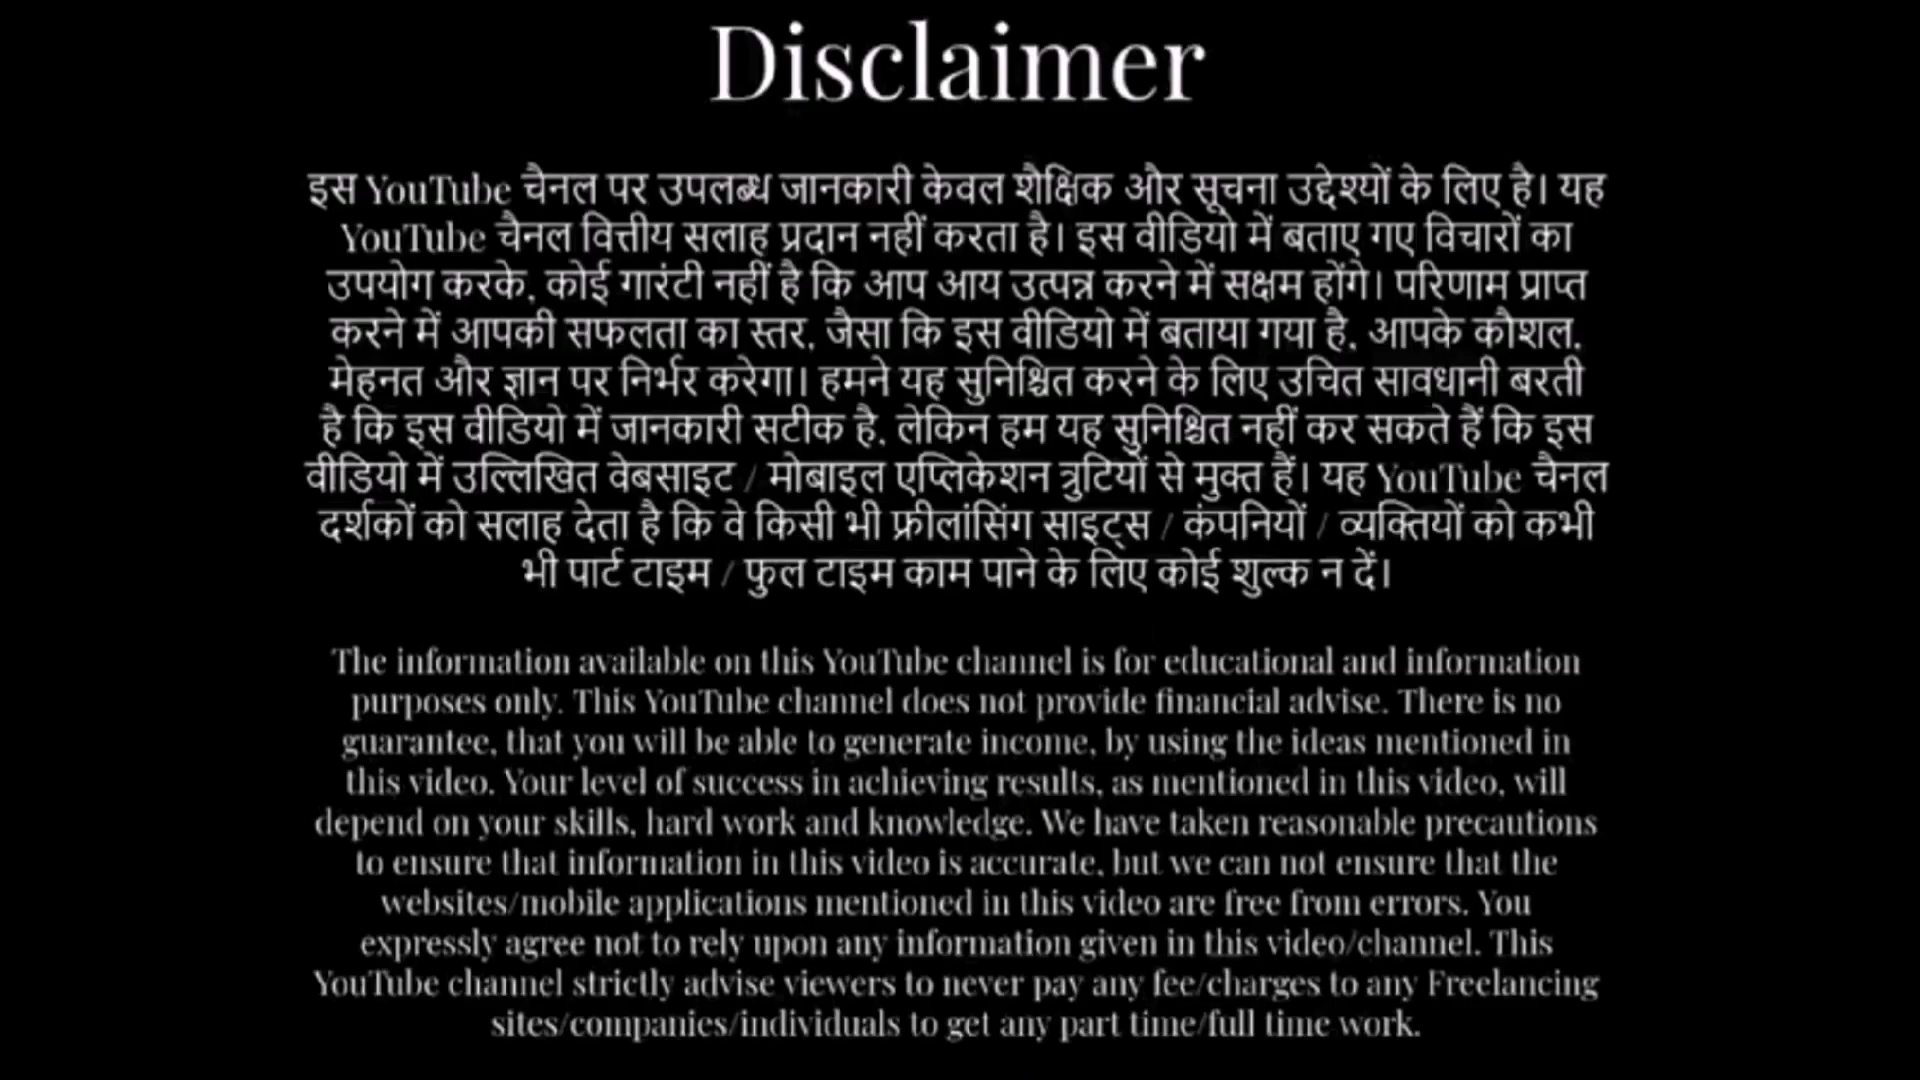 Disclaimer
इस YouTube चैनल पर उपलब्ध जानकारी केवल शैक्षिक और सूचना उद्देश्यों के लिए है। यह
YouTube चैनल वित्तीय सलाह प्रदान नहीं करता है। इस वीडियो में बताए गए विचारों का
उपयोग करके, कोई गारंटी नहीं है कि आप आय उत्पन्न करने में सक्षम होंगे। परिणाम प्राप्त
करने में आपकी सफलता का स्तर, जैसा कि इस वीडियो में बताया गया है, आपके कौशल,
मेहनत और ज्ञान पर निर्भर करेगा। हमने यह सुनिश्चित करने के लिए उचित सावधानी बरती
है कि इस वीडियो में जानकारी सटीक है, लेकिन हम यह सुनिश्चित नहीं कर सकते हैं कि इस
वीडियो में उल्लिखित वेबसाइट / मोबाइल एप्लिकेशन त्रुटियों से मुक्त हैं। यह YouTube चैनल
दर्शकों को सलाह देता है कि वे किसी भी फ्रीलांसिंग साइट्स / कंपनियों / व्यक्तियों को कभी
भी पार्ट टाइम / फुल टाइम काम पाने के लिए कोई शुल्क न दें।
The information available on this YouTube channel is for educational and information
purposes only. This YouTube channel does not provide financial advise. There is no
guarantee, that you will be able to generate income, by using the ideas mentioned in
this video. Your level of success in achieving results, as mentioned in this video, will
depend on your skills, hard work and knowledge. We have taken reasonable precautions
to ensure that information in this video is accurate, but we can not ensure that the
websites/mobile applications mentioned in this video are free from errors. You
expressly agree not to rely upon any information given in this video/channel. This
YouTube channel strictly advise viewers to never pay any fee/charges to any Freelancing
sites/companies/individuals to get any part time/full time work.